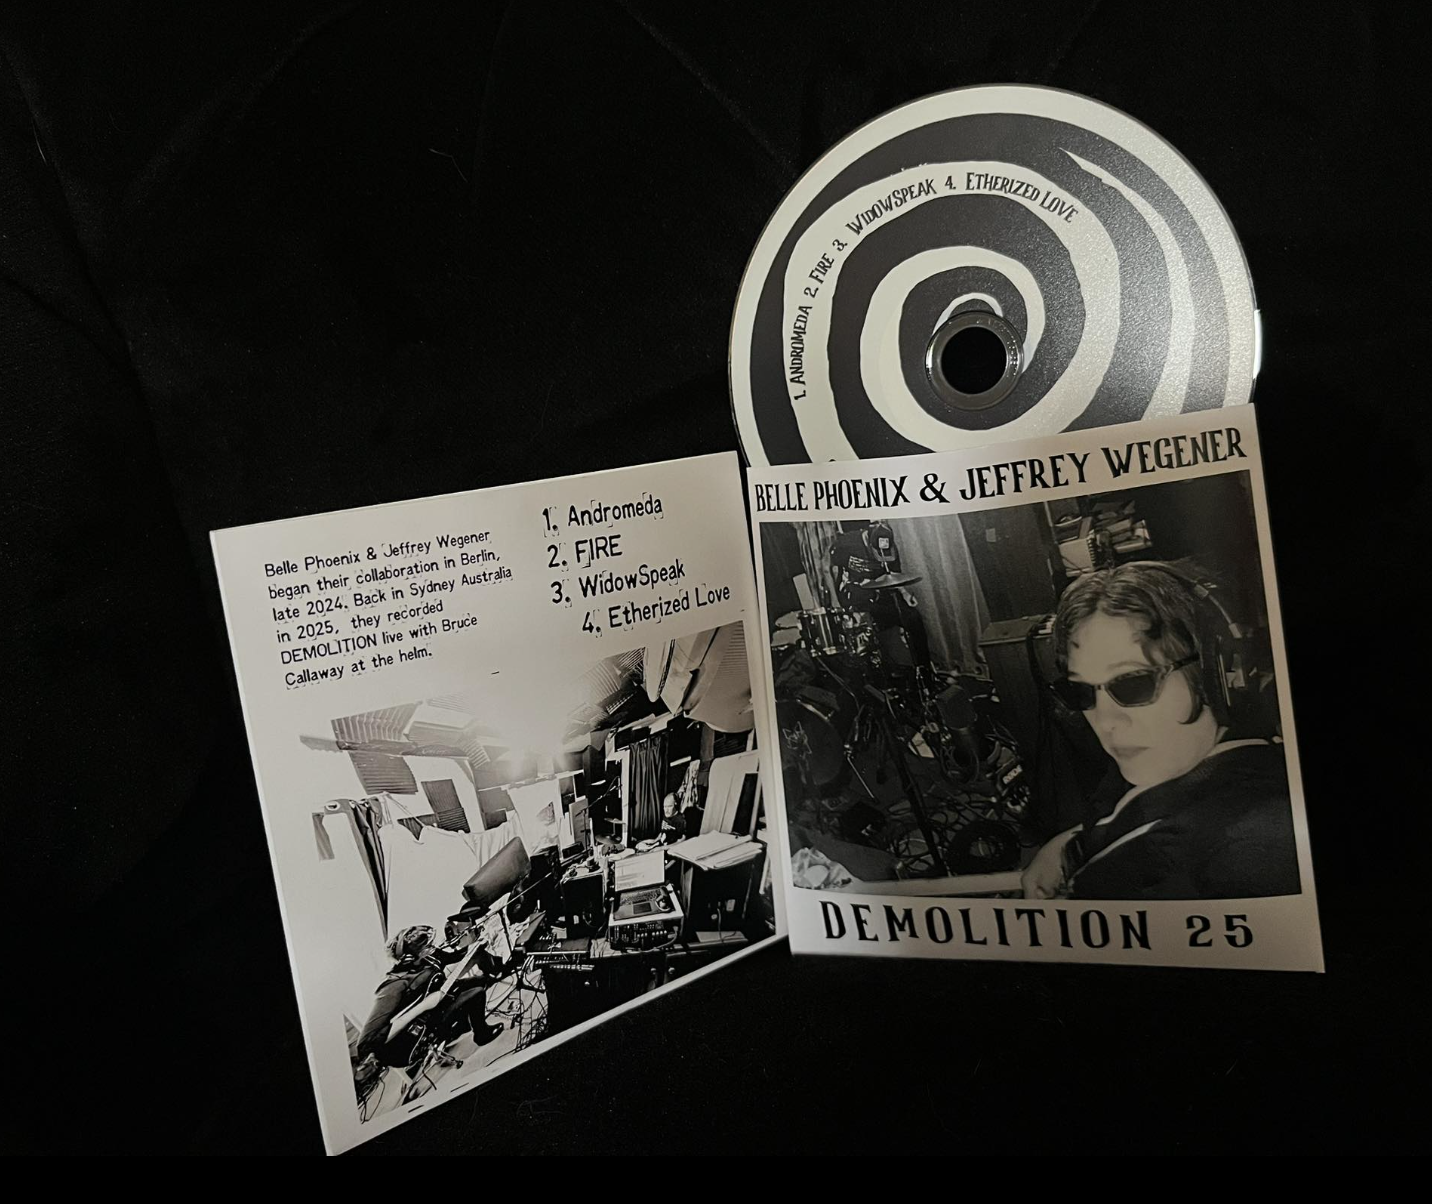 1. ANDROMEDA 2. FIRE 3. WIDOWSPEAK 4. ETHERIZED LOVE
BELLE PHOENIX & JEFFREY WEGENER
DEMOLITION 25
Belle Phoenix & Jeffrey Wegener
began their collaboration in Berlin,
late 2024. Back in Sydney Australia
in 2025, they recorded
DEMOLITION live with Bruce
Callaway at the helm.
1. Andromeda
2. FIRE
3. WidowSpeak
4. Etherized Love